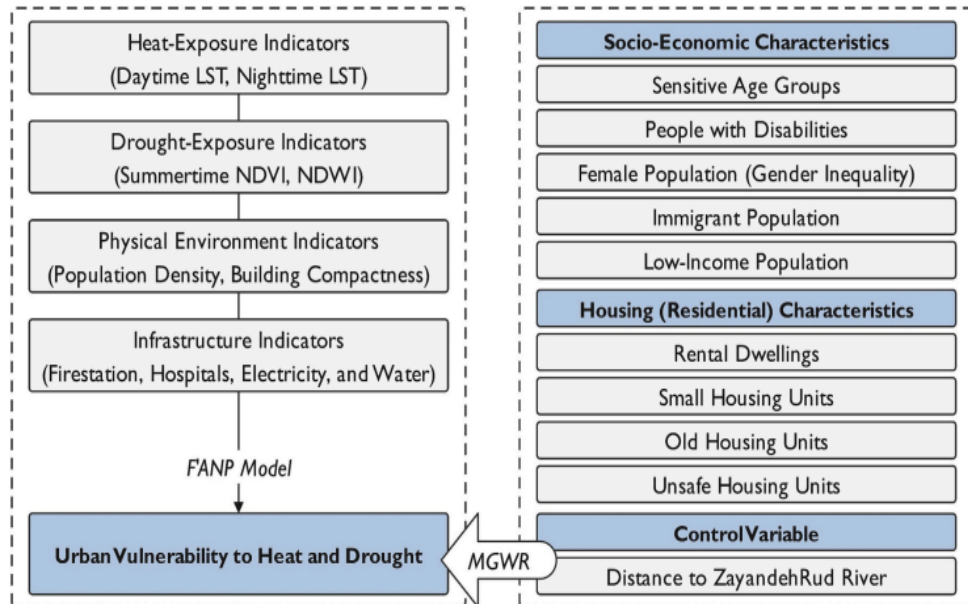 Heat-Exposure Indicators
(Daytime LST, Nighttime LST)
Drought-Exposure Indicators
(Summertime NDVI, NDWI)
Physical Environment Indicators
(Population Density, Building Compactness)
Infrastructure Indicators
(Firestation, Hospitals, Electricity, and Water)
F'ANP Model
Urban Vulnerability to Heat and Drought
Socio-Economic Characteristics
Sensitive Age Groups
People with Disabilities
Female Population (Gender Inequality)
Immigrant Population
Low-Income Population
Housing (Residential) Characteristics
Rental Dwellings
Small Housing Units
Old Housing Units
Unsafe Housing Units
Control Variable
Distance to ZayandehRud River
MGWR